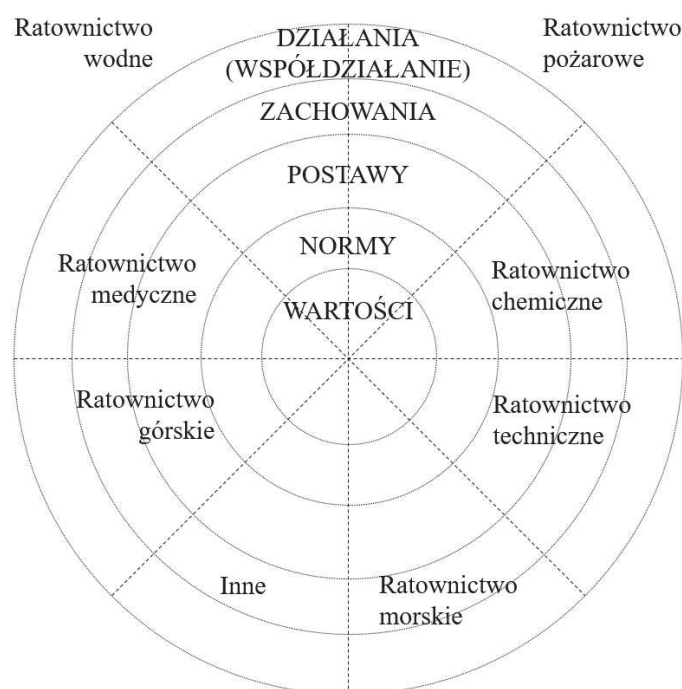 Ratownictwo
wodne
DZIAŁANIA
(WSPÓŁDZIAŁANIE)
Ratownictwo
pożarowe
ZACHOWANIA
POSTAWY
NORMY
WARTOŚCI
Ratownictwo
medyczne
Ratownictwo
chemiczne
Ratownictwo
górskie
Ratownictwo
techniczne
Inne
Ratownictwo
morskie